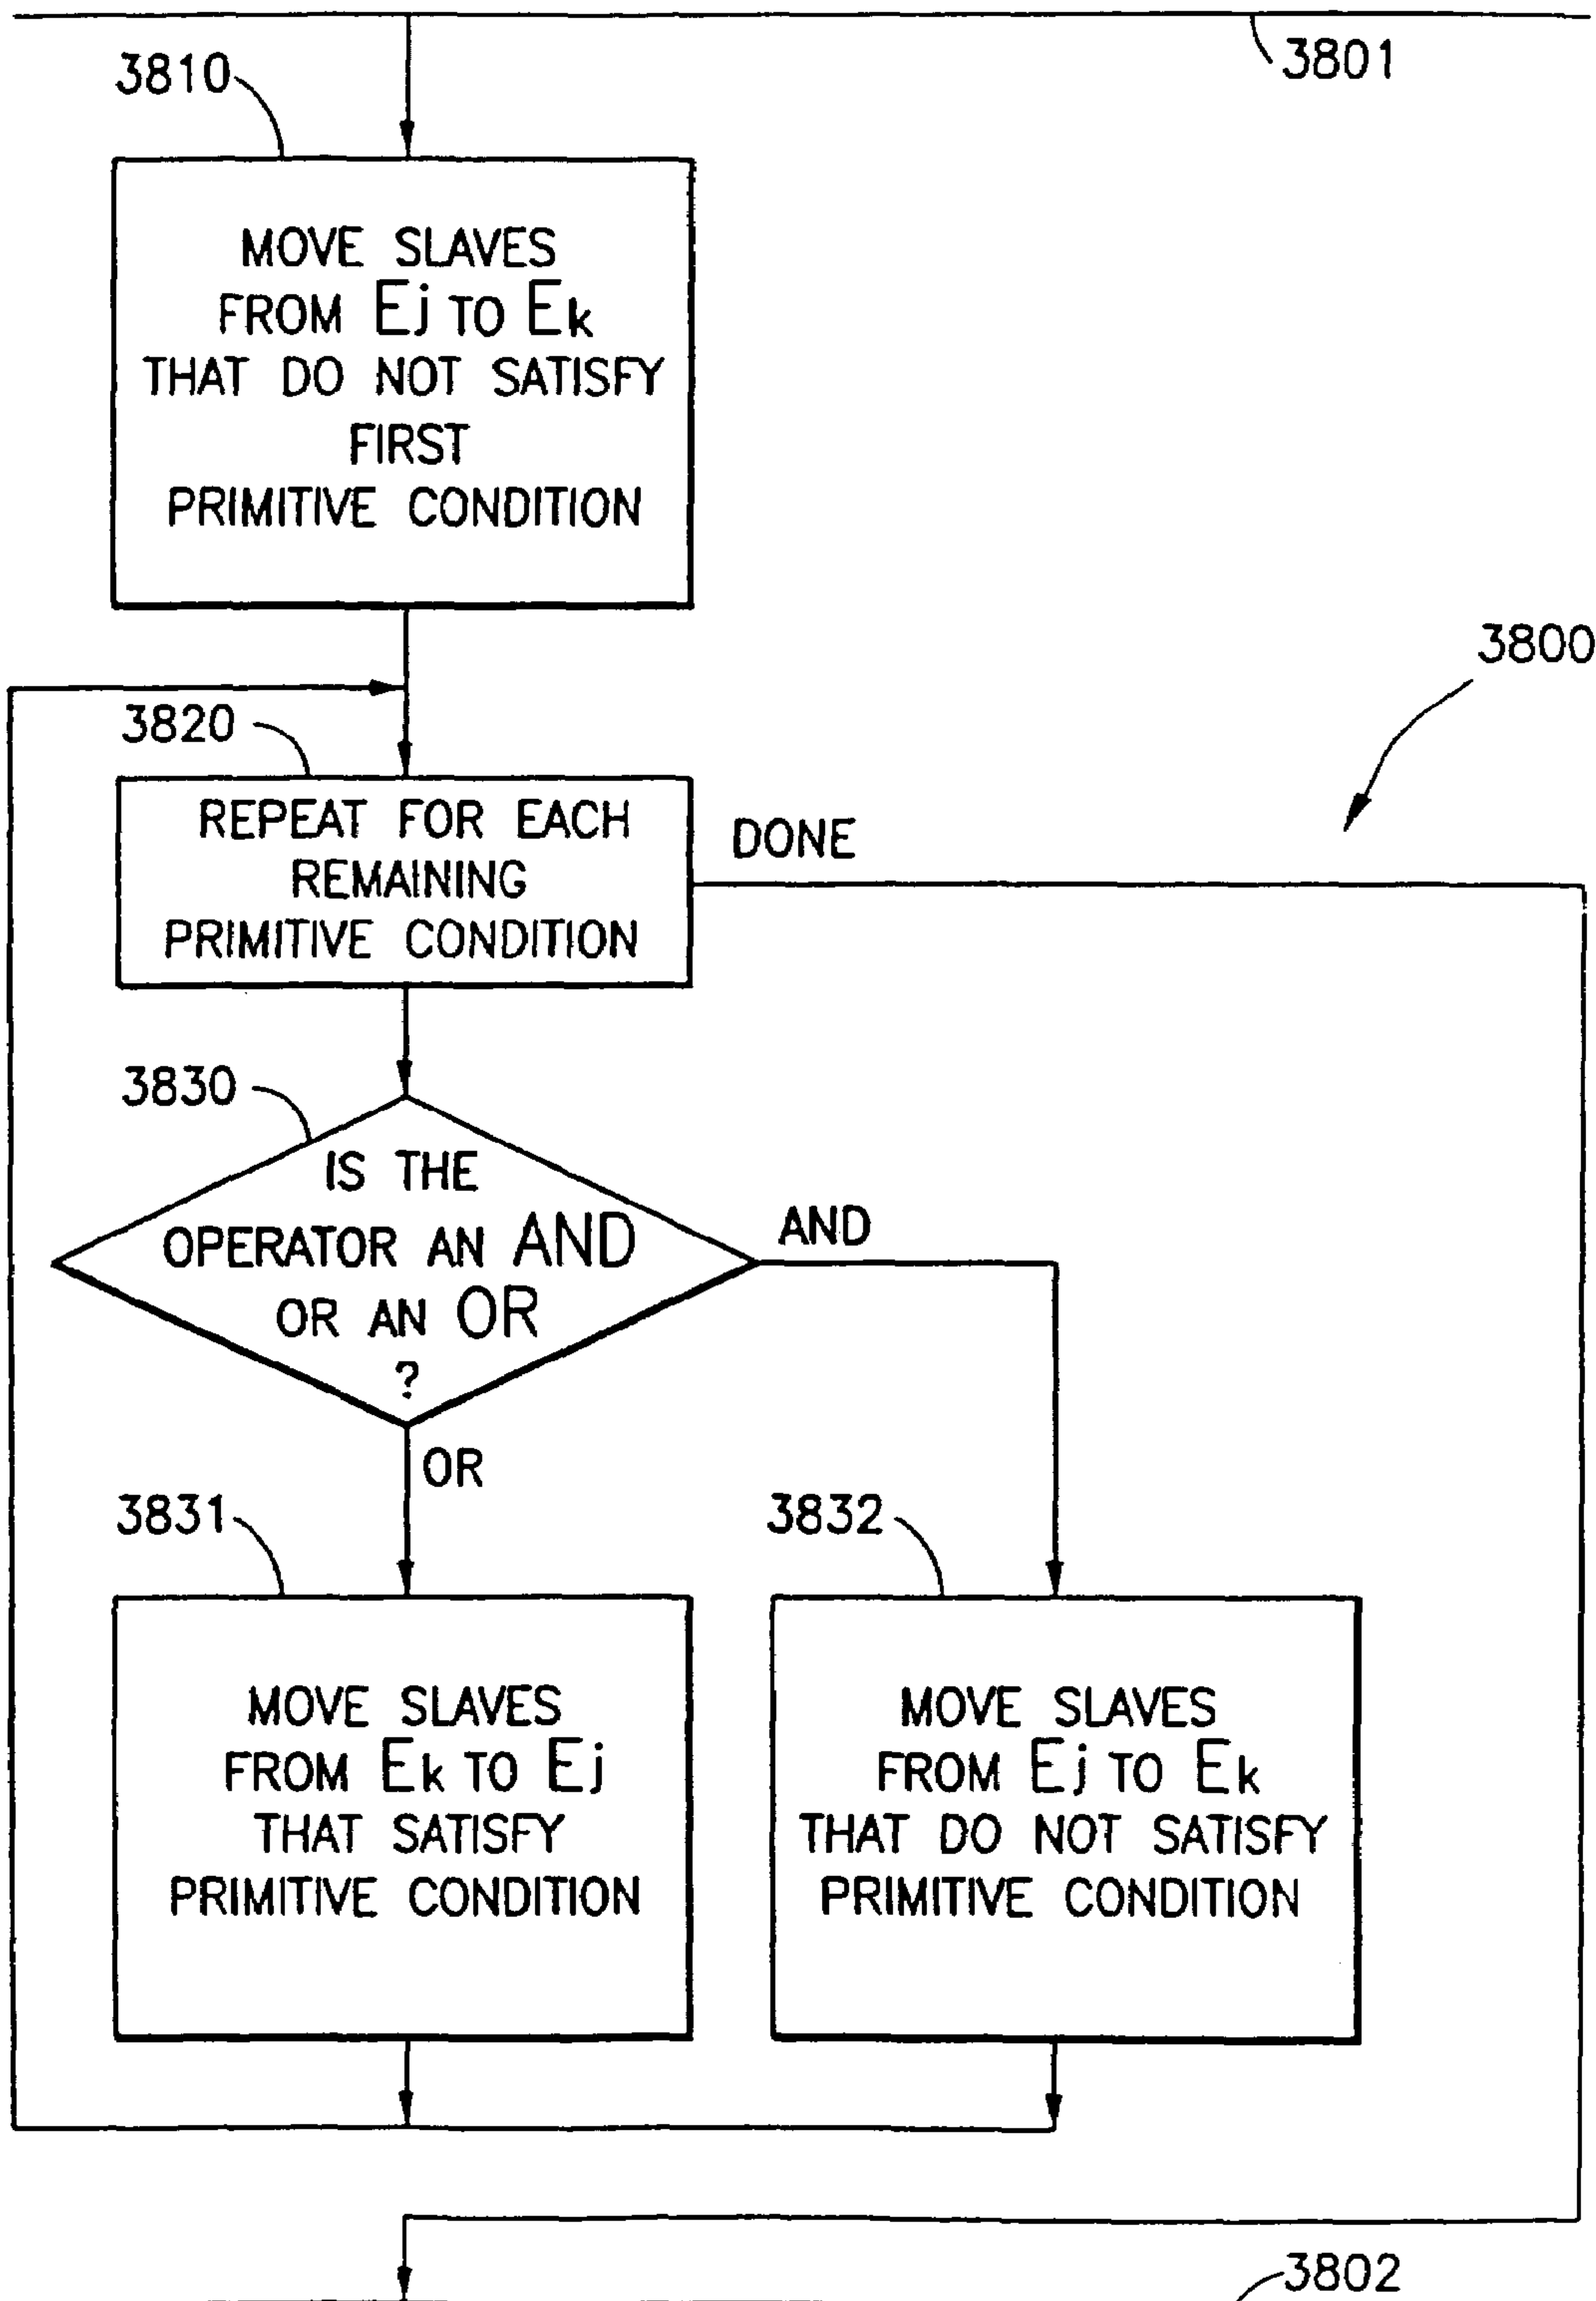 3801
3810
MOVE SLAVES
FROM Ej TO Ek
THAT DO NOT SATISFY
FIRST
PRIMITIVE CONDITION
3800
3820
REPEAT FOR EACH
REMAINING
PRIMITIVE CONDITION
DONE
3830
IS THE
OPERATOR AN AND
OR AN OR
?
AND
OR
3831
3832
MOVE SLAVES
FROM Ek TO Ej
THAT SATISFY
PRIMITIVE CONDITION
MOVE SLAVES
FROM Ej TO Ek
THAT DO NOT SATISFY
PRIMITIVE CONDITION
3802